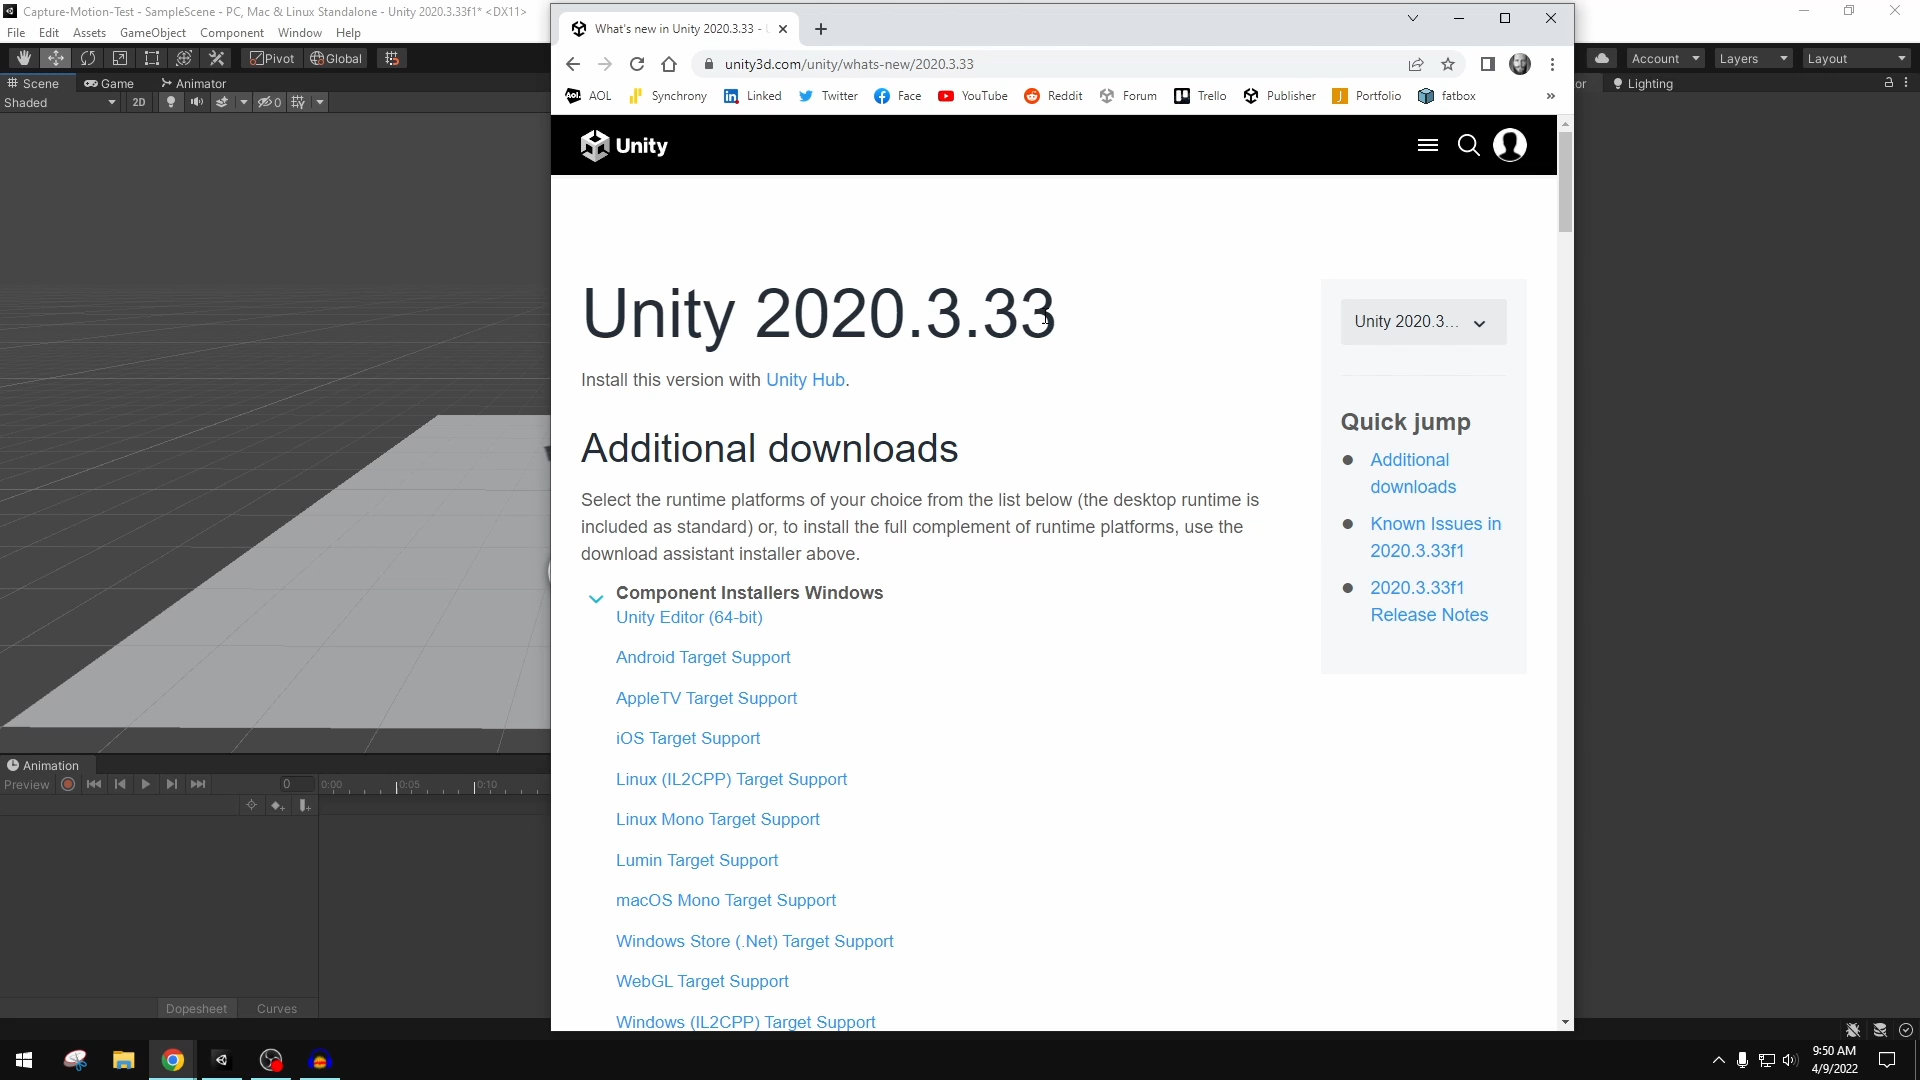 Capture-Motion-Test - SampleScene - PC, Mac & Linux Standalone - Unity 2020.3.33f1* <DX11>
File Edit Assets GameObject Component Window Help
Pivot Global
Scene Game Animator
Shaded 2D 0
What's new in Unity 2020.3.33 -
unity3d.com/unity/whats-new/2020.3.33
AOL Synchrony Linked Twitter Face YouTube Reddit Forum Trello Publisher Portfolio fatbox »
Account Layers Layout
or Lighting
Unity
Unity 2020.3.33
Install this version with Unity Hub.
Additional downloads
Select the runtime platforms of your choice from the list below (the desktop runtime is
included as standard) or, to install the full complement of runtime platforms, use the
download assistant installer above.
Component Installers Windows
Unity Editor (64-bit)
Android Target Support
AppleTV Target Support
iOS Target Support
Linux (IL2CPP) Target Support
Linux Mono Target Support
Lumin Target Support
macOS Mono Target Support
Windows Store (.Net) Target Support
WebGL Target Support
Windows (IL2CPP) Target Support
Unity 2020.3...
Quick jump
Additional
downloads
Known Issues in
2020.3.33f1
2020.3.33f1
Release Notes
Animation
Preview 0 0:00 0:05 0:10
Dopesheet Curves
9:50 AM
4/9/2022